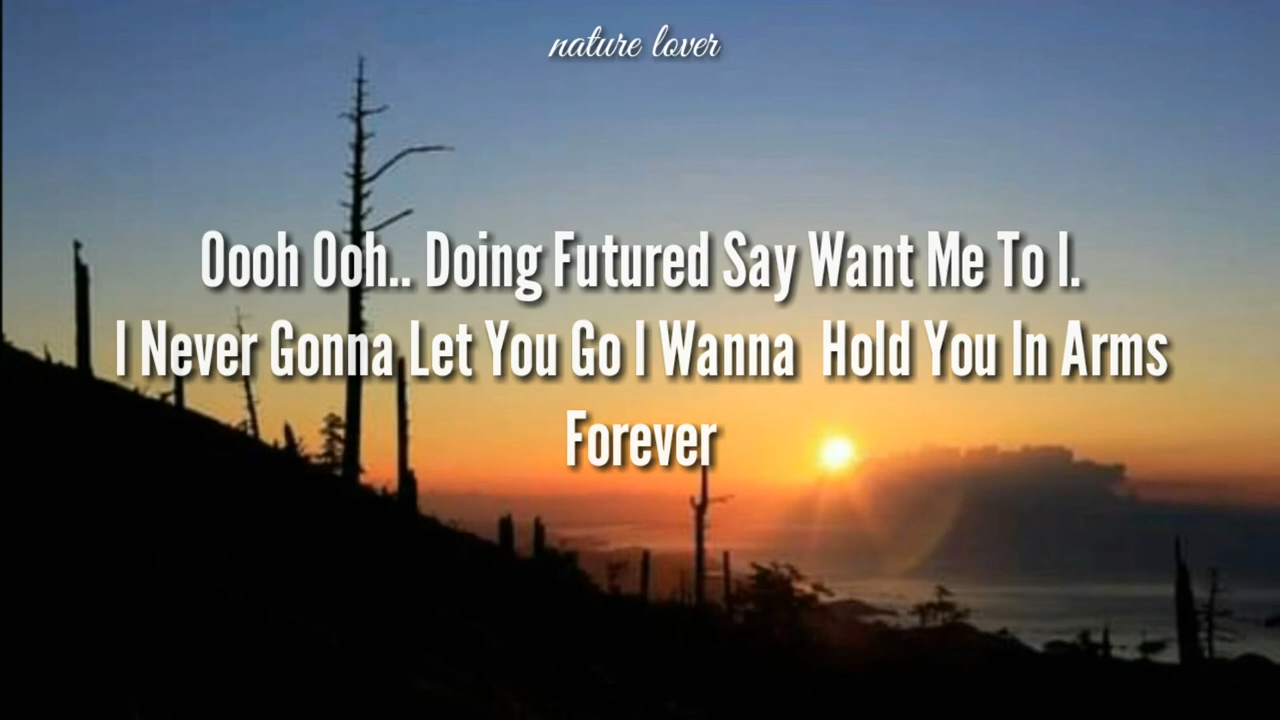 nature lover
Oooh Ooh.. Doing Futured Say Want Me To I.
I Never Gonna Let You Go I Wanna  Hold You In Arms
Forever